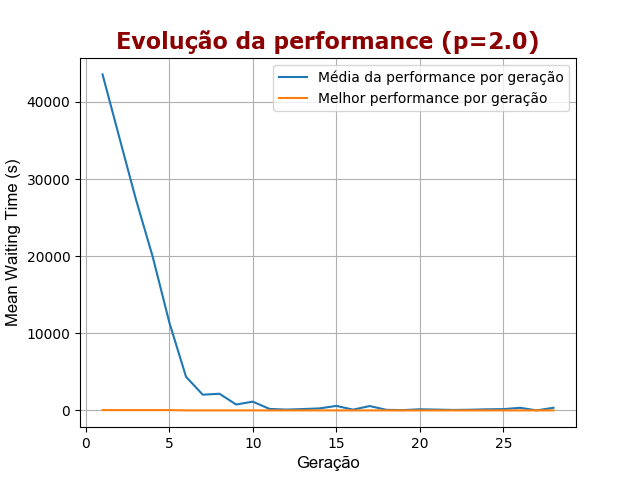 Evolução da performance (p=2.0)
Média da performance por geração
Melhor performance por geração
Mean Waiting Time (s)
40000
30000
20000
10000
0
0 5 10 15 20 25
Geração